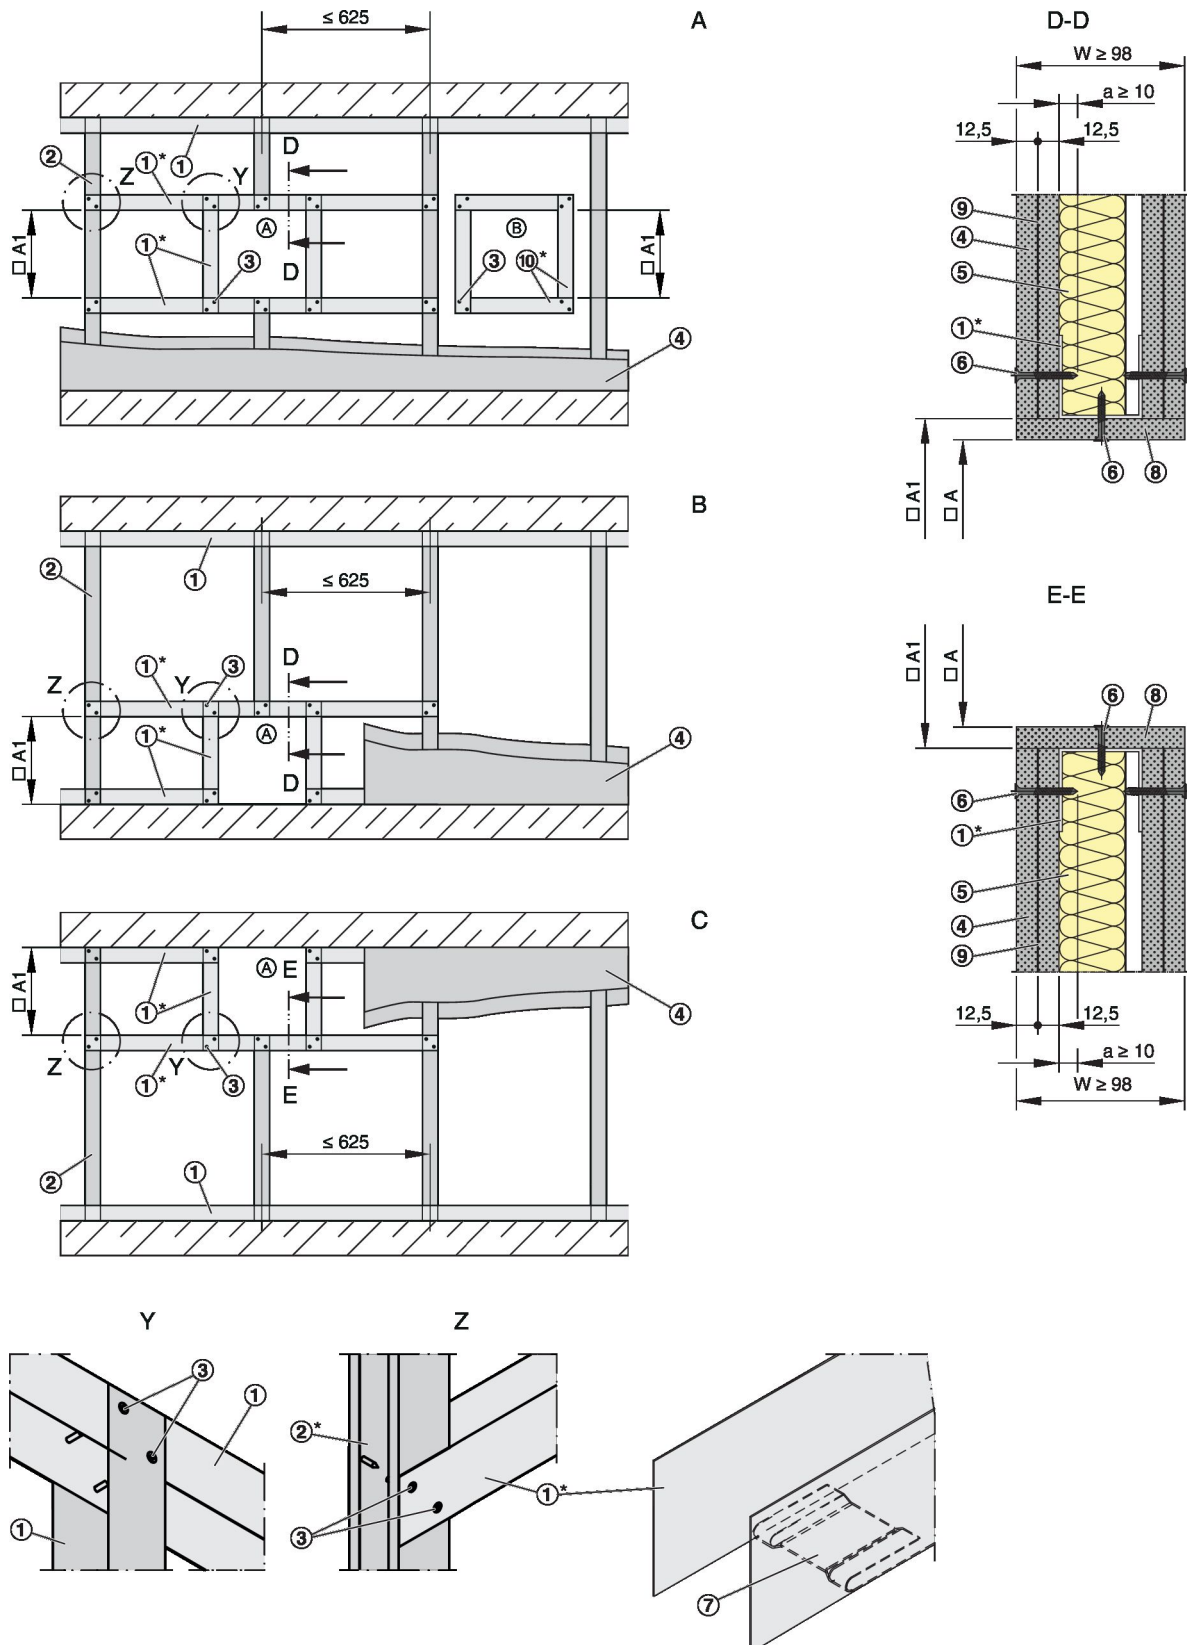 ≤ 625
A
D
②
Z
①*
①
Y
D
Ⓐ
Ⓑ
□ A1
①*
③
D
③
⑩*
□ A1
④
B
②
①
≤ 625
①*
③
D
Z
Y
Ⓐ
□ A1
①*
D
④
C
Ⓐ
E
□ A1
①*
④
Z
①*
Y
③
E
≤ 625
②
①
D-D
W ≥ 98
a ≥ 10
12,5
12,5
⑨
④
⑤
①*
⑥
⑥
⑧
□ A1
□ A
E-E
□ A1
□ A
⑥
⑧
⑥
①*
⑤
④
⑨
12,5
12,5
a ≥ 10
W ≥ 98
Y
③
①
①
Z
②*
①*
③
⑦